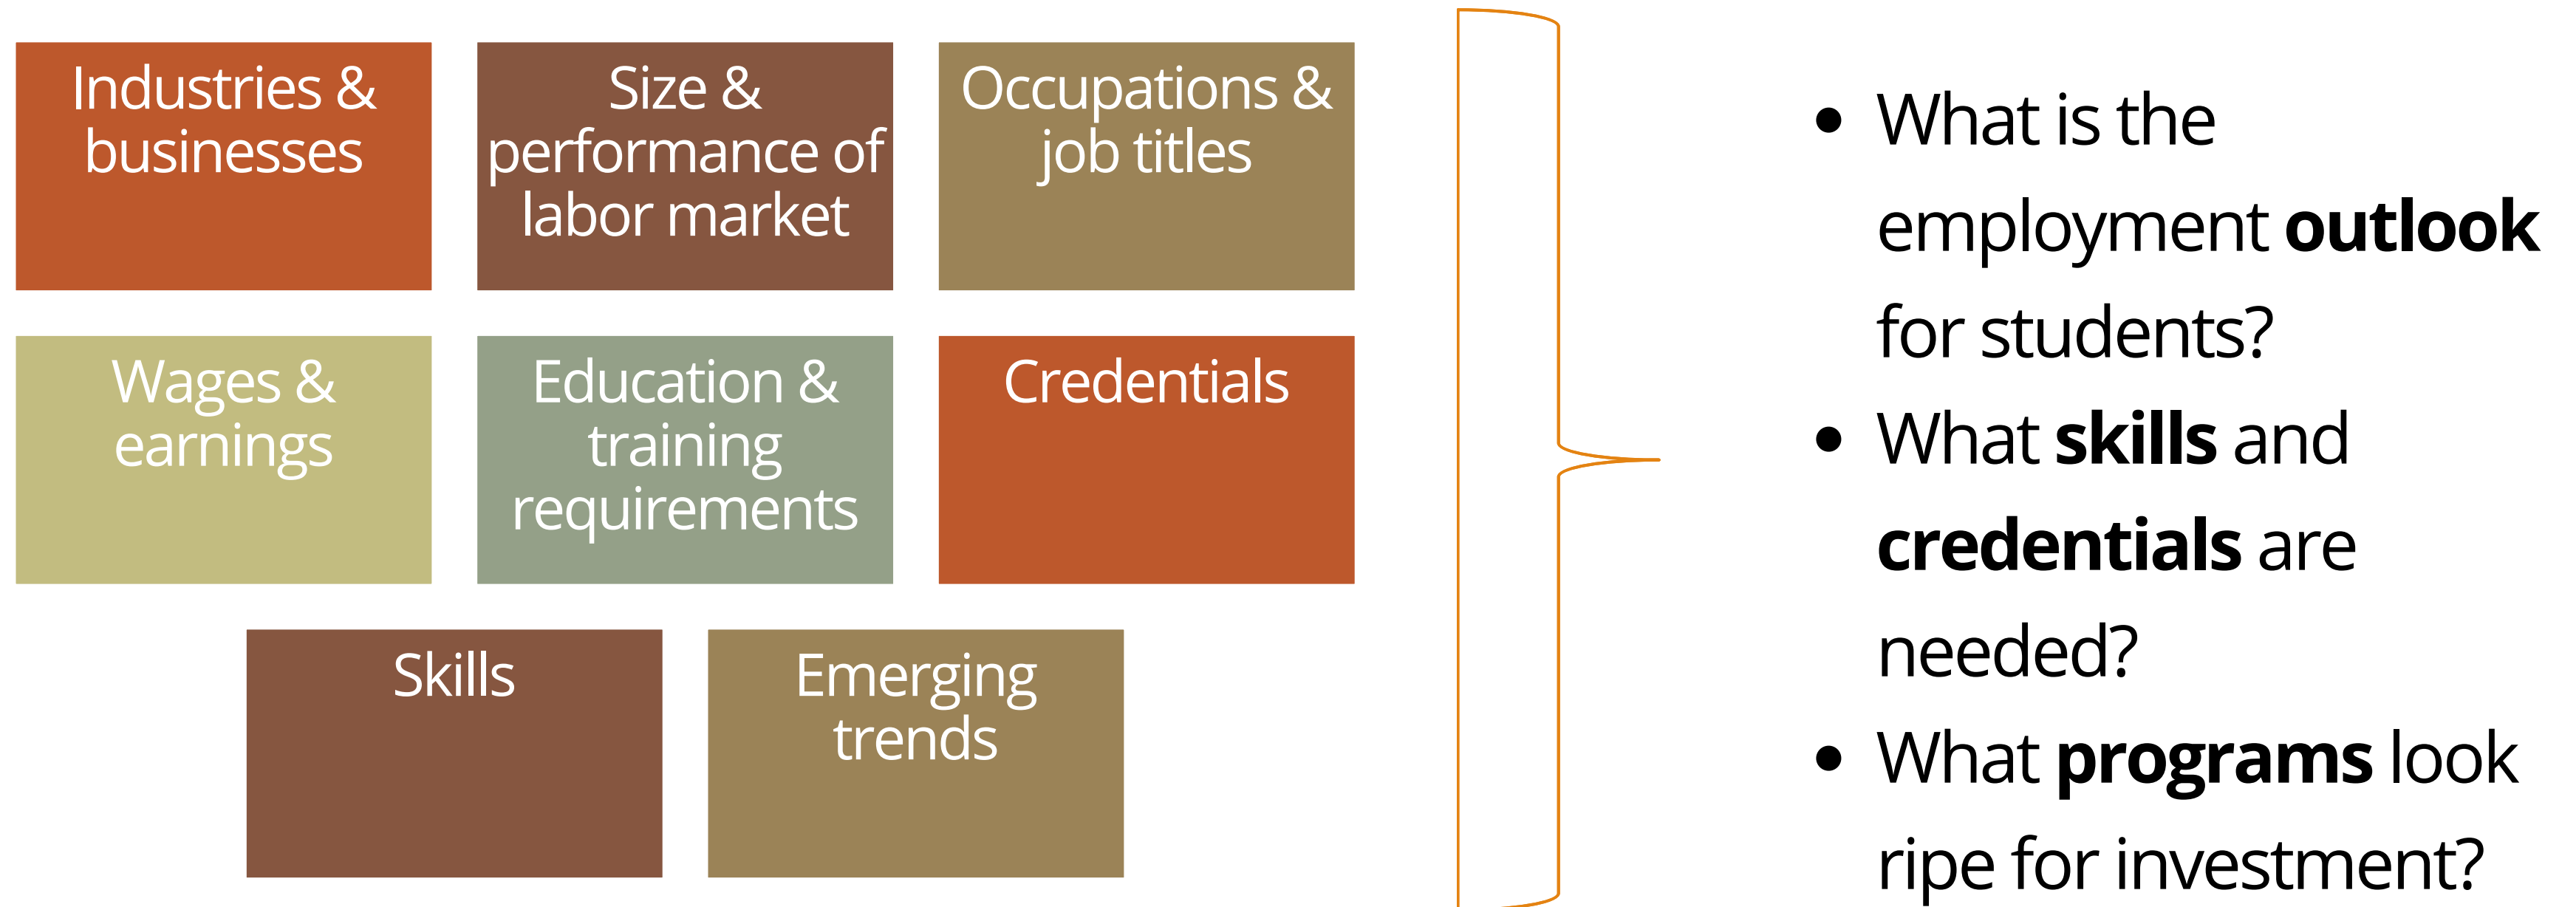 Industries &
businesses
Size &
performance of
labor market
Occupations &
job titles
Wages &
earnings
Education &
training
requirements
Credentials
Skills
Emerging
trends
• What is the
employment outlook
for students?
• What skills and
credentials are
needed?
• What programs look
ripe for investment?